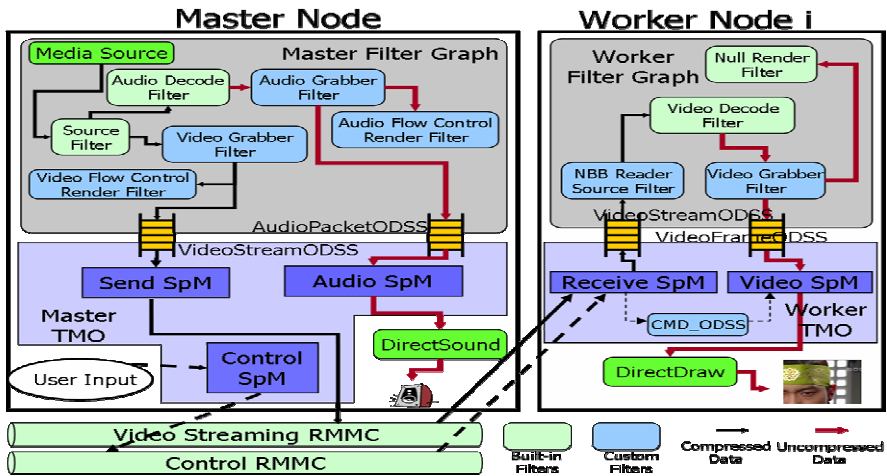 Master Node
Worker Node i
Media Source
Master Filter Graph
Audio Decode
Filter
Audio Grabber
Filter
Source
Filter
Video Grabber
Filter
Audio Flow Control
Render Filter
Video Flow Control
Render Filter
AudioPacketODSS
VideoStreamODSS
Send SpM
Audio SpM
Master
TMO
Control
SpM
User Input
DirectSound
Worker
Filter Graph
Null Render
Filter
Video Decode
Filter
NBB Reader
Source Filter
Video Grabber
Filter
VideoStreamODSS
VideoFrameODSS
Receive SpM
Video SpM
CMD_ODSS
Worker
TMO
DirectDraw
Video Streaming RMMC
Control RMMC
Built-in
Filters
Custom
Filters
Compressed
Data
Uncompressed
Data